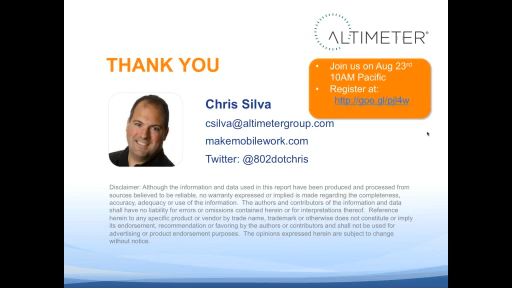 ALTIMETER®
THANK YOU
• Join us on Aug 23rd
10AM Pacific
• Register at:
http://goo.gl/pjl4w
Chris Silva
csilva@altimetergroup.com
makemobilework.com
Twitter: @802dotchris
Disclaimer: Although the information and data used in this report have been produced and processed from
sources believed to be reliable, no warranty expressed or implied is made regarding the completeness,
accuracy, adequacy or use of the information. The authors and contributors of the information and data
shall have no liability for errors or omissions contained herein or for interpretations thereof. Reference
herein to any specific product or vendor by trade name, trademark or otherwise does not constitute or imply
its endorsement, recommendation or favoring by the authors or contributors and shall not be used for
advertising or product endorsement purposes. The opinions expressed herein are subject to change
without notice.